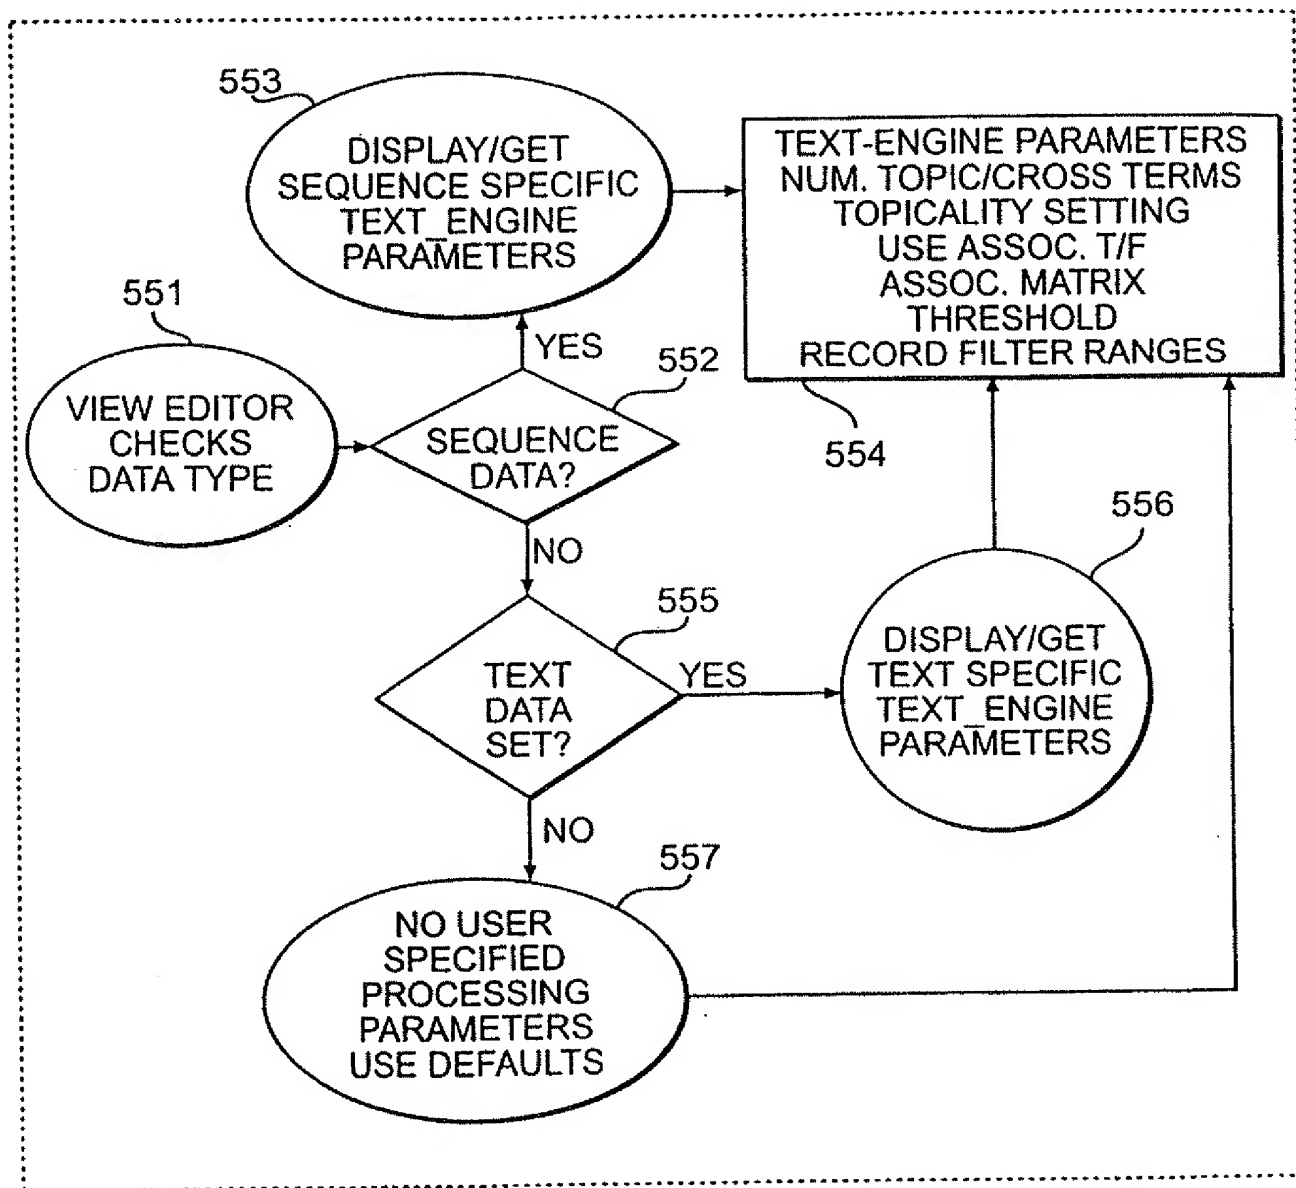 553
DISPLAY/GET
SEQUENCE SPECIFIC
TEXT_ENGINE
PARAMETERS
TEXT-ENGINE PARAMETERS
NUM. TOPIC/CROSS TERMS
TOPICALITY SETTING
USE ASSOC. T/F
ASSOC. MATRIX
THRESHOLD
RECORD FILTER RANGES
554
551
VIEW EDITOR
CHECKS
DATA TYPE
YES
552
SEQUENCE
DATA?
NO
555
TEXT
DATA
SET?
YES
556
DISPLAY/GET
TEXT SPECIFIC
TEXT_ENGINE
PARAMETERS
NO
557
NO USER
SPECIFIED
PROCESSING
PARAMETERS
USE DEFAULTS